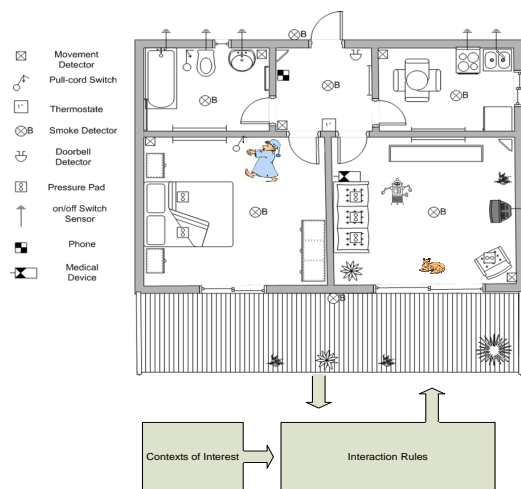 Movement
Detector
Pull-cord Switch
Thermostate
Smoke Detector
Doorbell
Detector
Pressure Pad
on/off Switch
Sensor
Phone
Medical
Device
B
B
B
B
B
B
B
B
Contexts of Interest
Interaction Rules